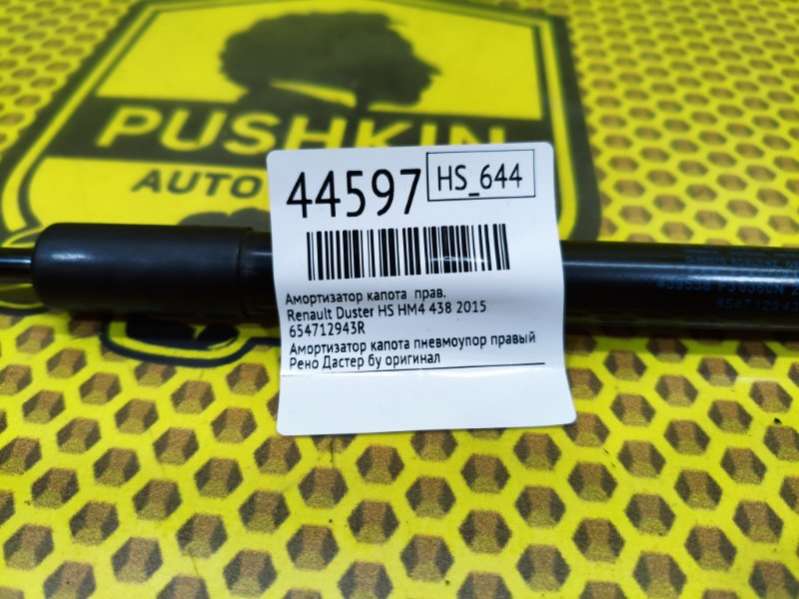 PUSHKIN
AUTO
44597
HS_644
Амортизатор капота прав.
Renault Duster HS HM4 438 2015
654712943R
Амортизатор капота пневмоупор правый
Рено Дастер бу оригинал